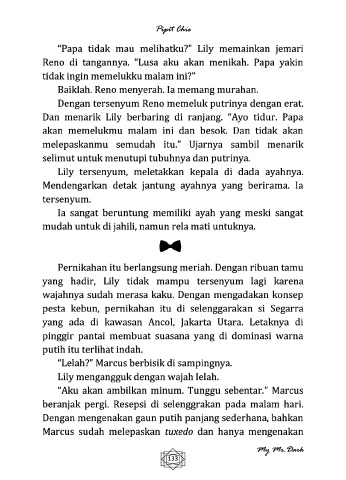 Pipit Chie
“Papa tidak mau melihatku?” Lily memainkan jemari
Reno di tangannya. “Lusa aku akan menikah. Papa yakin
tidak ingin memelukku malam ini?”
Baiklah. Reno menyerah. Ia memang murahan.
Dengan tersenyum Reno memeluk putrinya dengan erat.
Dan menarik Lily berbaring di ranjang. “Ayo tidur. Papa
akan memelukmu malam ini dan besok. Dan tidak akan
melepaskanmu semudah itu.” Ujarnya sambil menarik
selimut untuk menutupi tubuhnya dan putrinya.
Lily tersenyum, meletakkan kepala di dada ayahnya.
Mendengarkan detak jantung ayahnya yang berirama. Ia
tersenyum.
Ia sangat beruntung memiliki ayah yang meski sangat
mudah untuk di jahili, namun rela mati untuknya.
Pernikahan itu berlangsung meriah. Dengan ribuan tamu
yang hadir, Lily tidak mampu tersenyum lagi karena
wajahnya sudah merasa kaku. Dengan mengadakan konsep
pesta kebun, pernikahan itu di selenggarakan si Segarra
yang ada di kawasan Ancol, Jakarta Utara. Letaknya di
pinggir pantai membuat suasana yang di dominasi warna
putih itu terlihat indah.
“Lelah?” Marcus berbisik di sampingnya.
Lily mengangguk dengan wajah lelah.
“Aku akan ambilkan minum. Tunggu sebentar.” Marcus
beranjak pergi. Resepsi di selenggrakan pada malam hari.
Dengan mengenakan gaun putih panjang sederhana, bahkan
Marcus sudah melepaskan tuxedo dan hanya mengenakan
My Mr. Dark
133